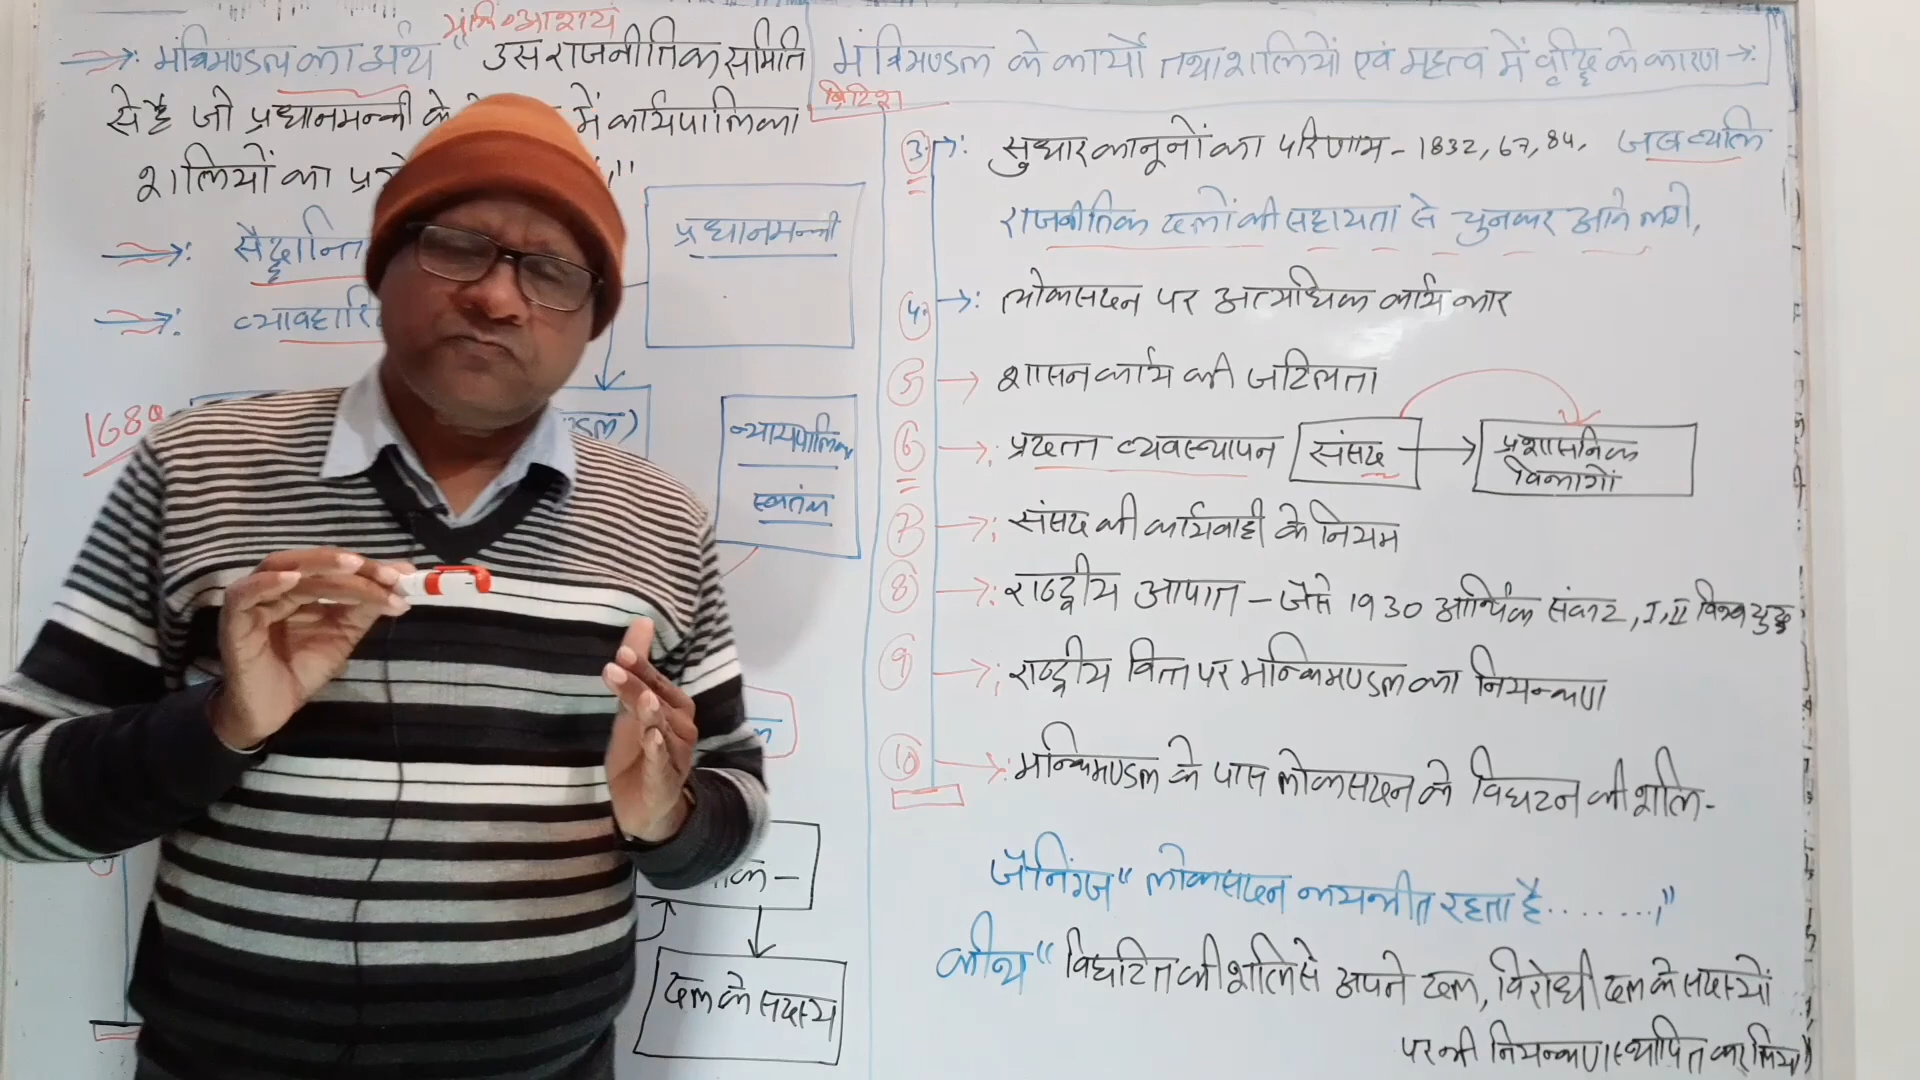 मूल आशय
मंत्रिमण्डल का अर्थ "उस राजनीतिक समिति
से है जो प्रधानमन्त्री के में कार्यपालिका
शक्तियों का
प्रधानमन्त्री
न्यायपालिका
स्वतंत्र
दल के सदस्य
मंत्रिमण्डल के कार्यों तथा शक्तियों एवं महत्व में वृद्धि के कारण →:
ब्रिटिश
3 →: सुधार कानूनों का परिणाम - 1832, 67, 84, जब व्यक्ति
राजनीतिक दलों की सहायता से चुनकर आने लगे,
4. →: लोकसदन पर अत्यधिक कार्य भार
5 → शासन कार्य की जटिलता
6 →: प्रदत्त व्यवस्थापन संसद → प्रशासनिक
विभागों
7 →: संसद की कार्यवाही के नियम
8 →: राष्ट्रीय आपात - जैसे 1930 आर्थिक संकट, I, II विश्व युद्ध
9 →: राष्ट्रीय वित्त पर मन्त्रिमण्डल का नियन्त्रण
10 →: मन्त्रिमण्डल के पास लोकसदन के विघटन की शक्ति -
जैनिंग्ज "लोकसदन भयभीत रहता है........,"
कीथ "विघटित की शक्ति से अपने दल, विरोधी दल के सदस्यों
पर भी नियन्त्रण स्थापित कर लिया"